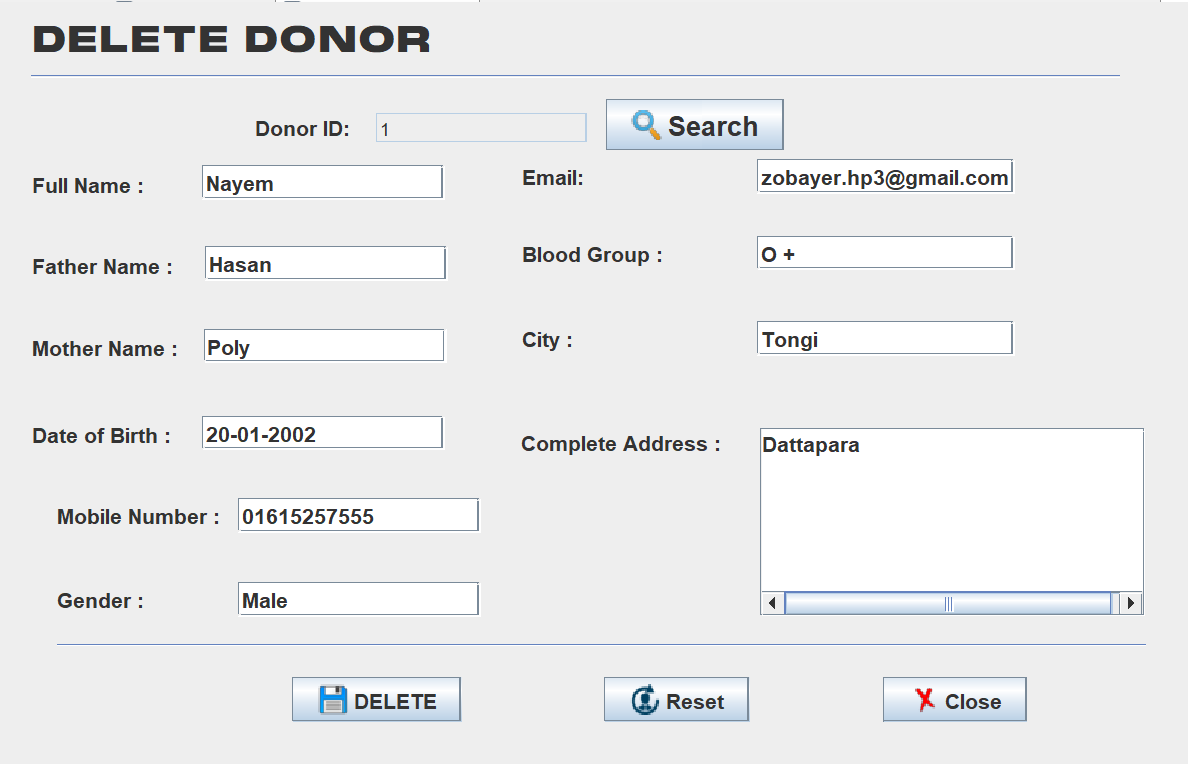 DELETE DONOR
Donor ID: 1 Search
Full Name : Nayem
Email: zobayer.hp3@gmail.com
Father Name : Hasan
Blood Group : O +
Mother Name : Poly
City : Tongi
Date of Birth : 20-01-2002
Complete Address : Dattapara
Mobile Number : 01615257555
Gender : Male
DELETE Reset Close